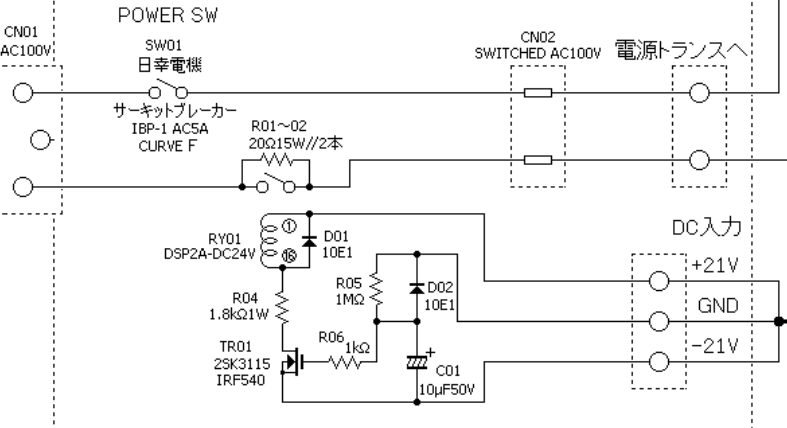 POWER SW
CN01
AC100V
SW01
日幸電機
サーキットブレーカー
IBP-1 AC5A
CURVE F
CN02
SWITCHED AC100V
電源トランスへ
R01～02
20Ω15W//2本
RY01
DSP2A-DC24V
①
⑯
D01
10E1
DC入力
+21V
GND
-21V
R04
1.8kΩ1W
R05
1MΩ
D02
10E1
TR01
2SK3115
IRF540
R06
1kΩ
+
C01
10μF50V